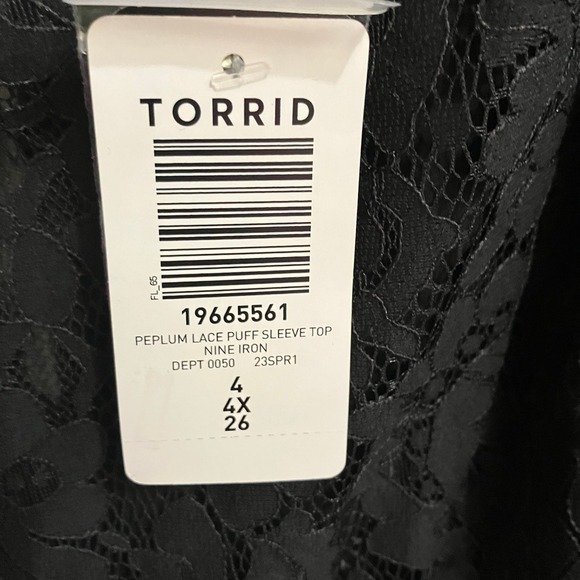 TORRID
FL_65
19665561
PEPLUM LACE PUFF SLEEVE TOP
NINE IRON
DEPT 0050 23SPR1
4
4X
26